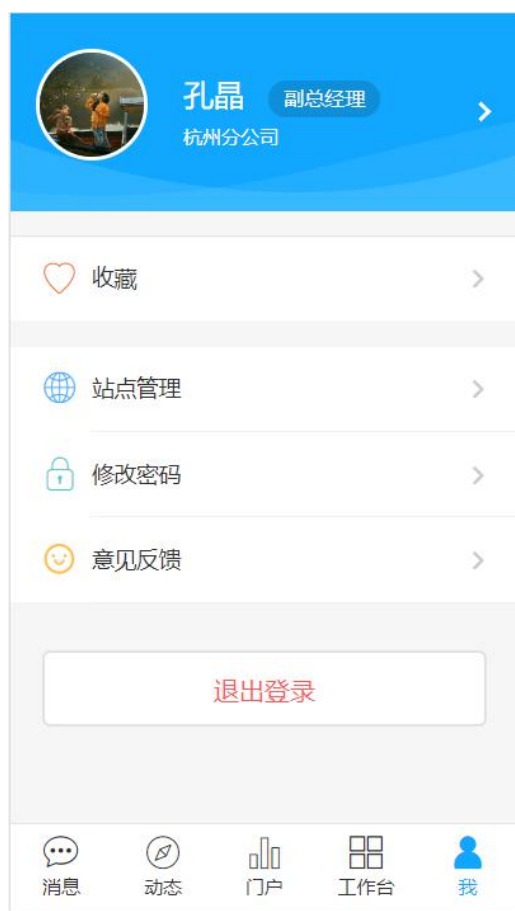 孔晶 副总经理
杭州分公司
收藏
站点管理
修改密码
意见反馈
退出登录
消息 动态 门户 工作台 我